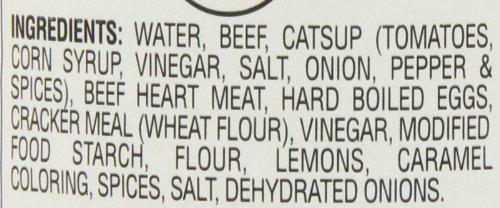 INGREDIENTS: WATER, BEEF, CATSUP (TOMATOES,
CORN SYRUP, VINEGAR, SALT, ONION, PEPPER &
SPICES), BEEF HEART MEAT, HARD BOILED EGGS,
CRACKER MEAL (WHEAT FLOUR), VINEGAR, MODIFIED
FOOD STARCH, FLOUR, LEMONS, CARAMEL
COLORING, SPICES, SALT, DEHYDRATED ONIONS.